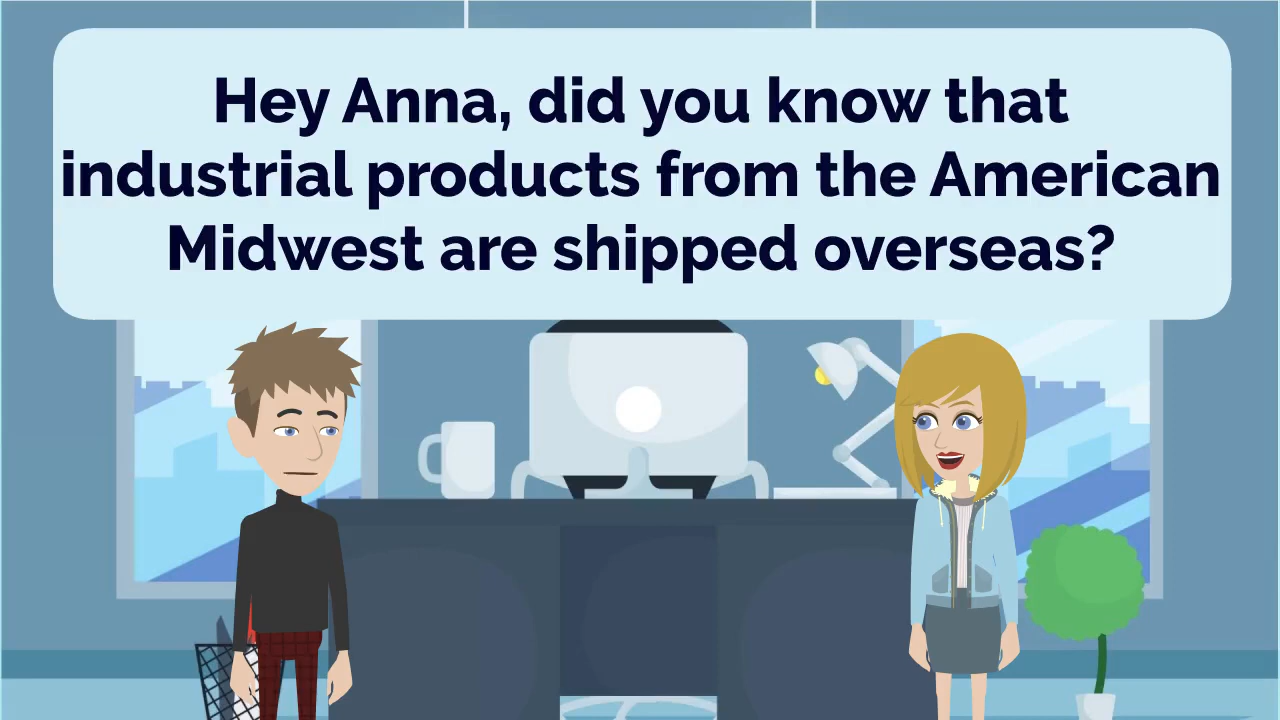 Hey Anna, did you know that
industrial products from the American
Midwest are shipped overseas?